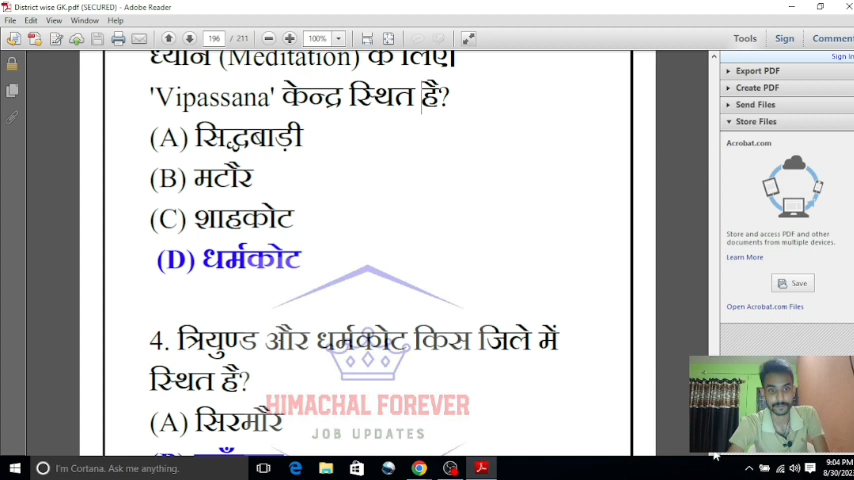 District wise GK.pdf (SECURED) - Adobe Reader
File Edit View Window Help
196 / 211 100% Tools Sign Comment
Sign In
Export PDF
Create PDF
Send Files
Store Files
Acrobat.com
Store and access PDF and other
documents from multiple devices.
Learn More
Save
Open Acrobat.com Files
ध्यान (Meditation) के लिए
'Vipassana' केन्द्र स्थित है?
(A) सिद्धबाड़ी
(B) मटौर
(C) शाहकोट
(D) धर्मकोट
4. त्रियुण्ड और धर्मकोट किस जिले में
स्थित है?
(A) सिरमौर
HIMACHAL FOREVER
JOB UPDATES
I'm Cortana. Ask me anything.
9:04 PM